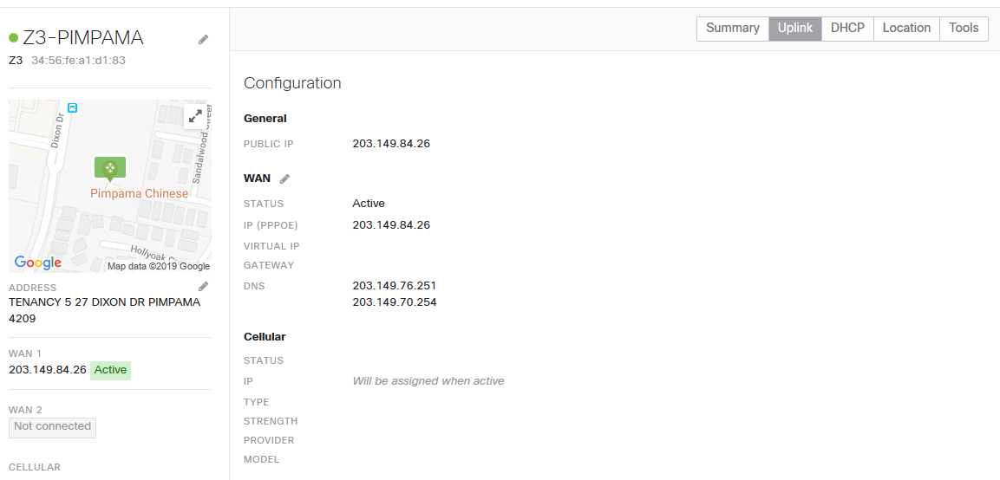 Z3-PIMPAMA
Z3 34:56:fe:a1:d1:83
Dixon Dr
Sandalwood Street
Pimpama Chinese
Hollyoak
Google
Map data ©2019 Google
ADDRESS
TENANCY 5 27 DIXON DR PIMPAMA
4209
WAN 1
203.149.84.26 Active
WAN 2
Not connected
CELLULAR
Summary Uplink DHCP Location Tools
Configuration
General
PUBLIC IP 203.149.84.26
WAN
STATUS Active
IP (PPPOE) 203.149.84.26
VIRTUAL IP
GATEWAY
DNS 203.149.76.251
203.149.70.254
Cellular
STATUS
IP Will be assigned when active
TYPE
STRENGTH
PROVIDER
MODEL